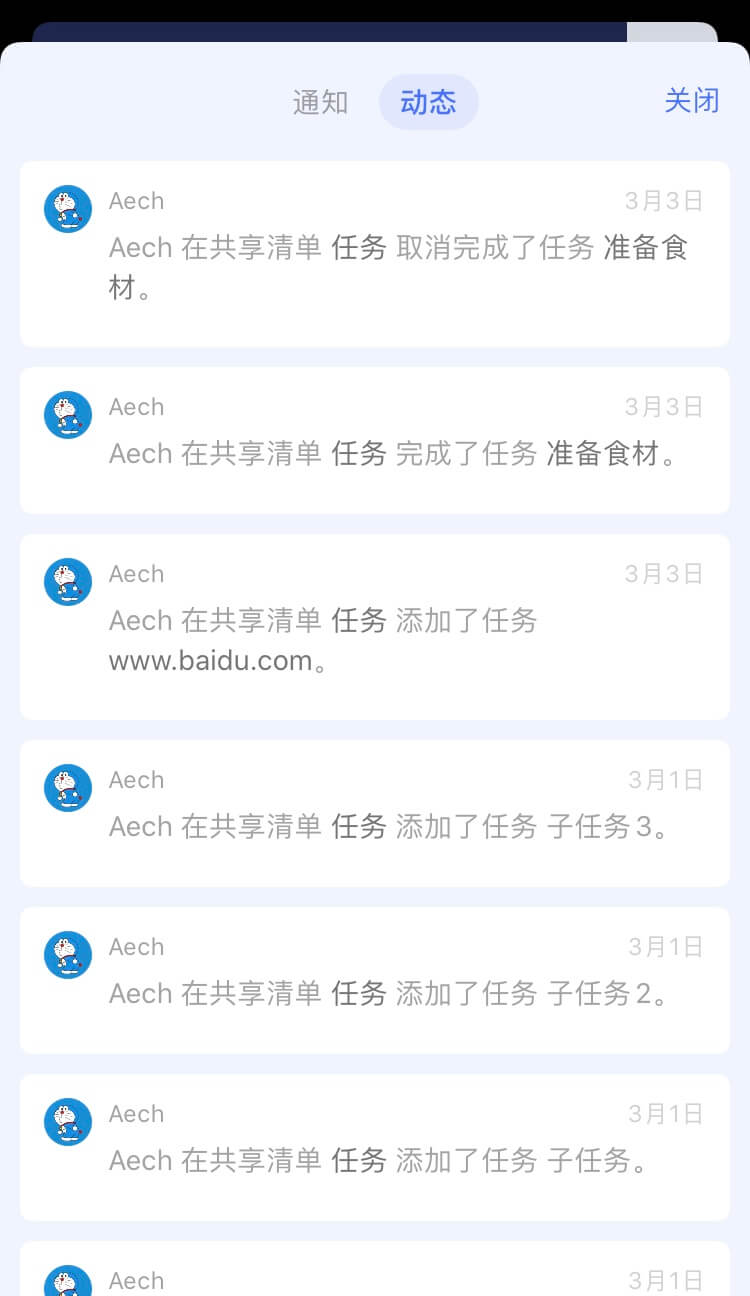 通知 动态 关闭
Aech 3月3日
Aech 在共享清单 任务 取消完成了任务 准备食
材。
Aech 3月3日
Aech 在共享清单 任务 完成了任务 准备食材。
Aech 3月3日
Aech 在共享清单 任务 添加了任务
www.baidu.com。
Aech 3月1日
Aech 在共享清单 任务 添加了任务 子任务3。
Aech 3月1日
Aech 在共享清单 任务 添加了任务 子任务2。
Aech 3月1日
Aech 在共享清单 任务 添加了任务 子任务。
Aech 3月1日